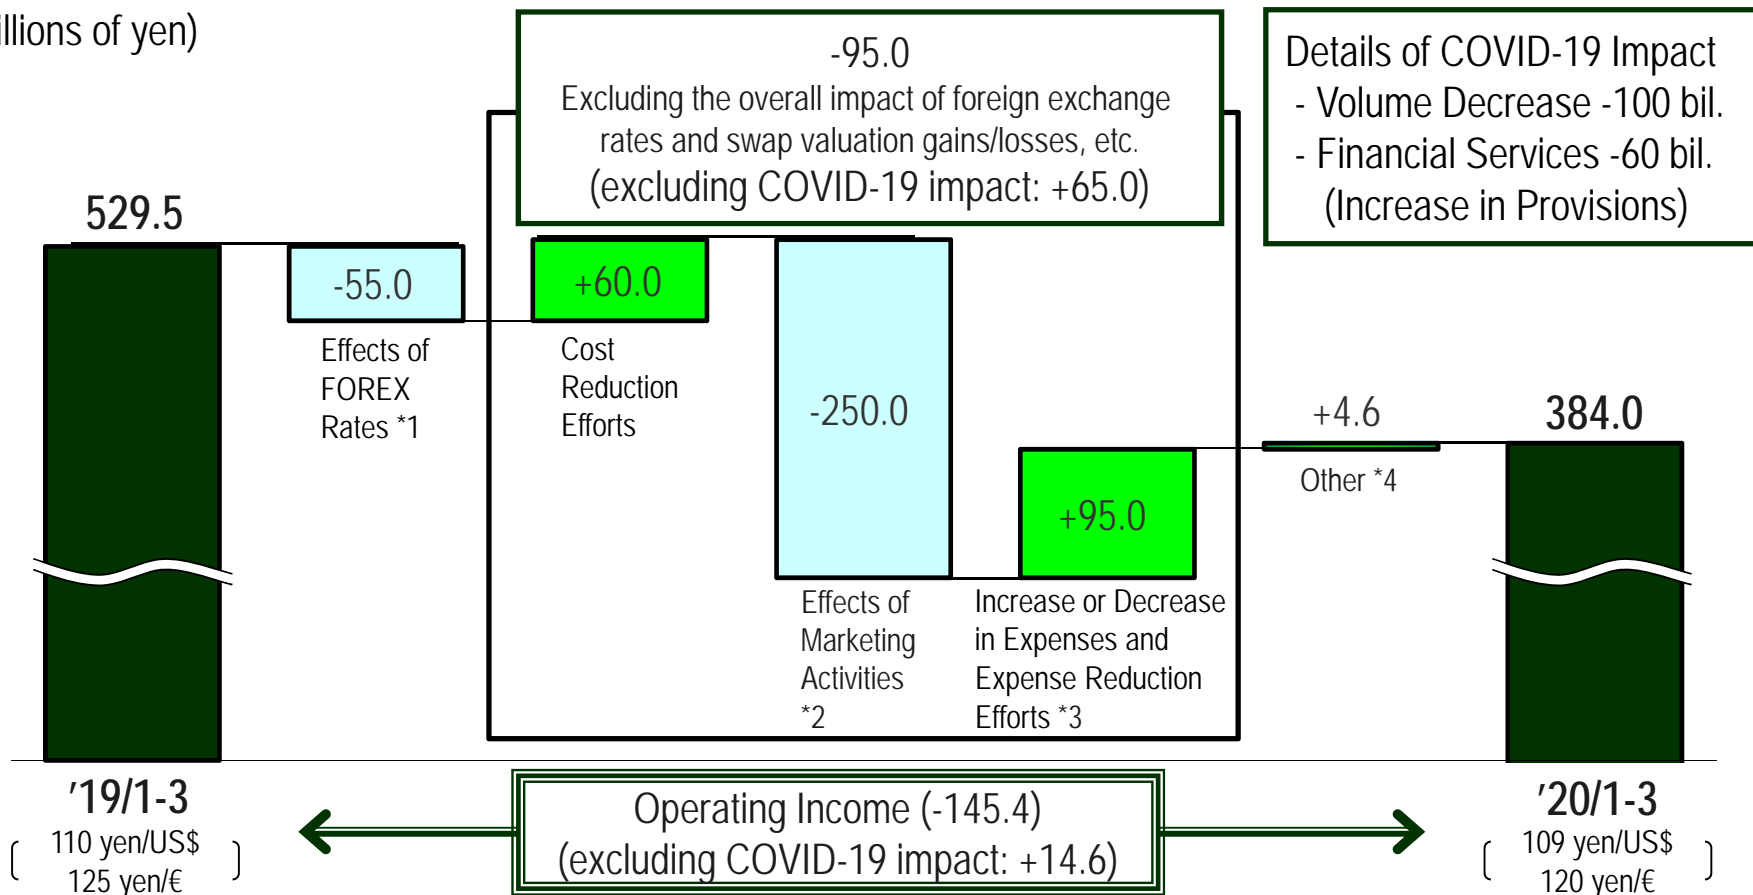 illions of yen)
-95.0
Excluding the overall impact of foreign exchange
rates and swap valuation gains/losses, etc.
(excluding COVID-19 impact: +65.0)
Details of COVID-19 Impact
- Volume Decrease -100 bil.
- Financial Services -60 bil.
(Increase in Provisions)
529.5
-55.0
Effects of
FOREX
Rates *1
+60.0
Cost
Reduction
Efforts
-250.0
Effects of
Marketing
Activities
*2
+95.0
Increase or Decrease
in Expenses and
Expense Reduction
Efforts *3
+4.6
Other *4
384.0
'19/1-3
110 yen/US$
125 yen/€
Operating Income (-145.4)
(excluding COVID-19 impact: +14.6)
'20/1-3
109 yen/US$
120 yen/€